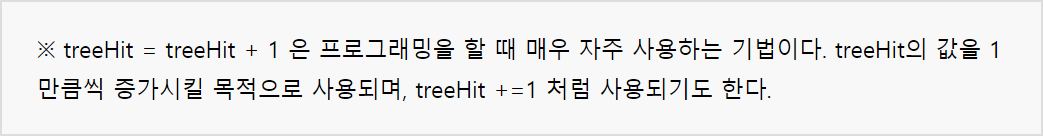 ※ treeHit = treeHit + 1 은 프로그래밍을 할 때 매우 자주 사용하는 기법이다. treeHit의 값을 1
만큼씩 증가시킬 목적으로 사용되며, treeHit +=1 처럼 사용되기도 한다.